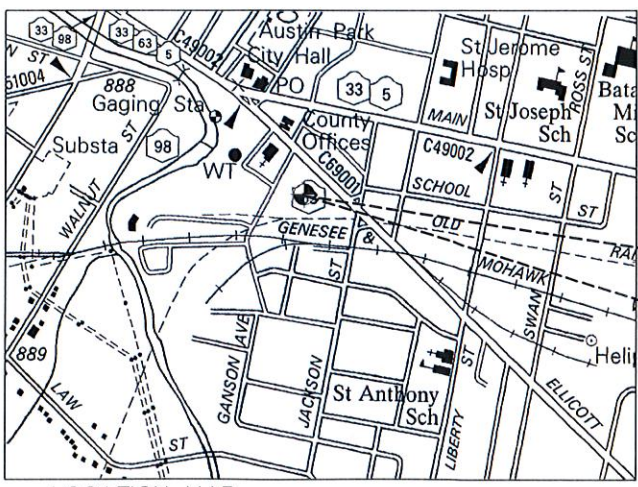 33
98
33
63
5
C49002
Austin Park
City Hall
PO
33
5
St Jerome
Hosp
ROSS ST
N ST
51004
888
Gaging Sta
MAIN
St Joseph
Sch
Bata
Mi
Sc
Substa
98
WT
County
Offices
C69001
C49002
SCHOOL
ST
ST
WALNUT ST
GENESEE
&
OLD
RAI
MOHAWK
ST
SWAN
Helip
889
LAW
ST
GANSON AVE
JACKSON
St Anthony
Sch
LIBERTY
ST
ELLICOTT